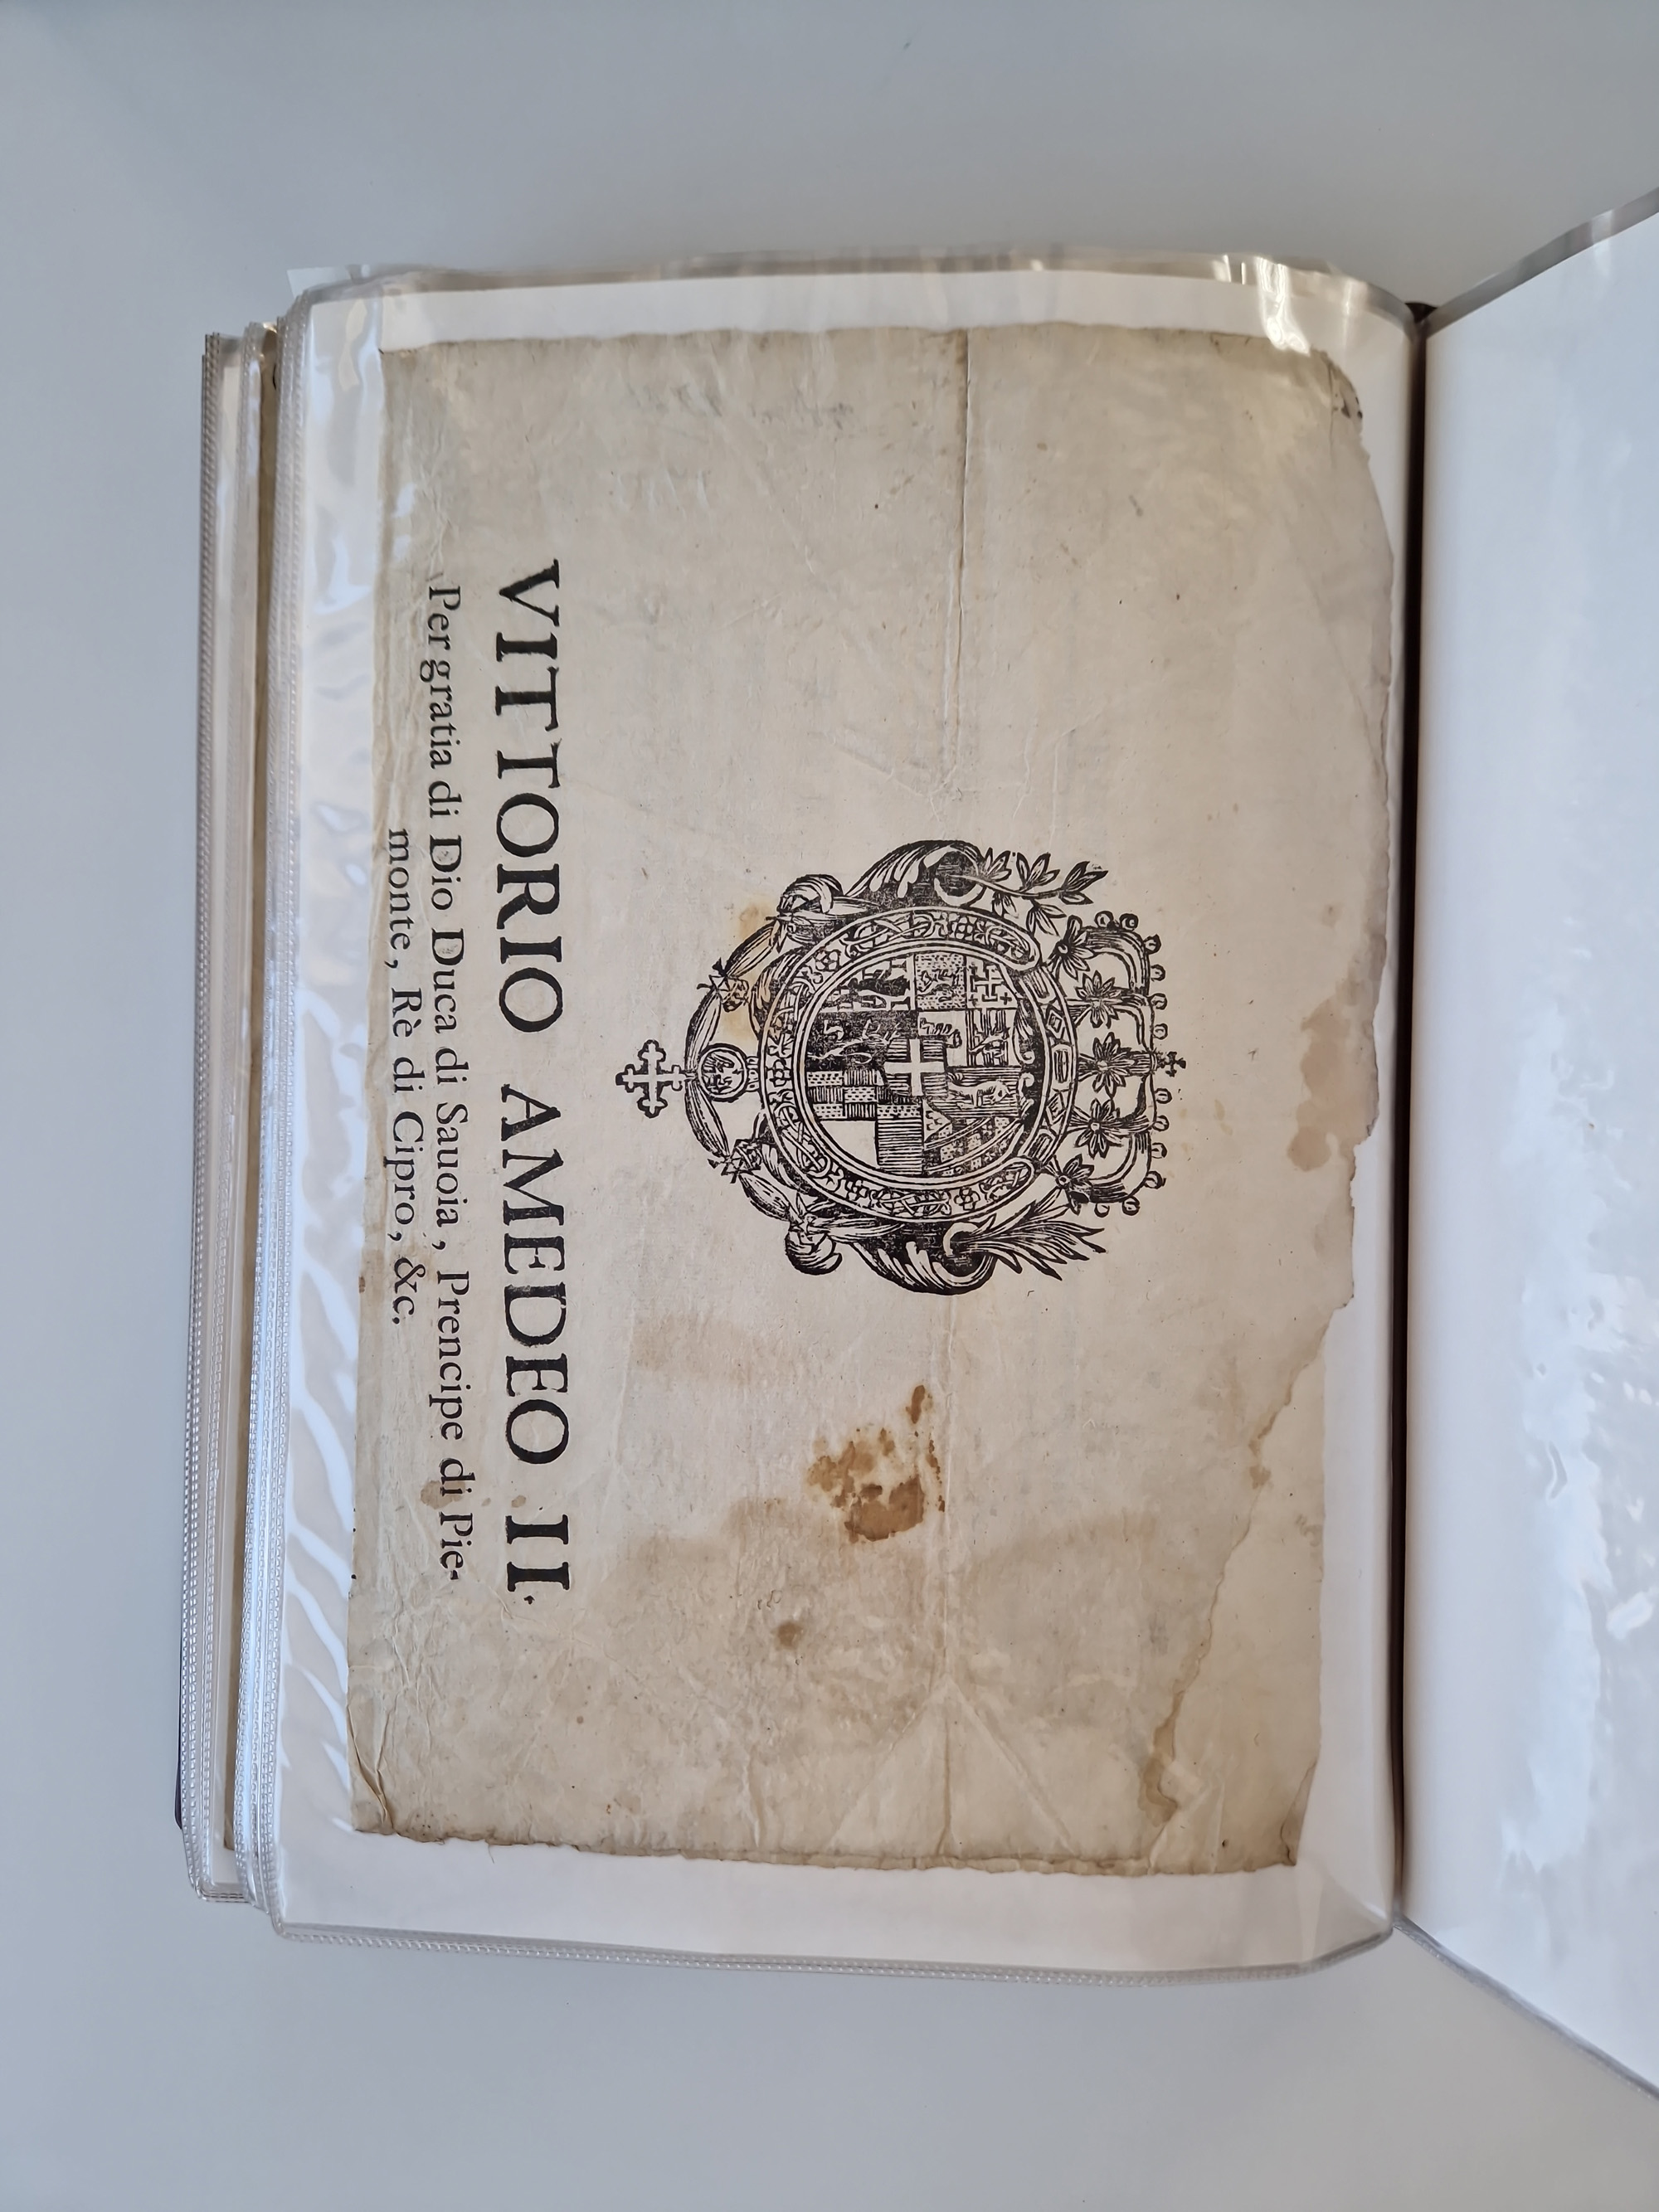 VITTORIO AMEDEO II.
Per gratia di Dio Duca di Sauoia, Prencipe di Pie-
monte, Rè di Cipro, &c.